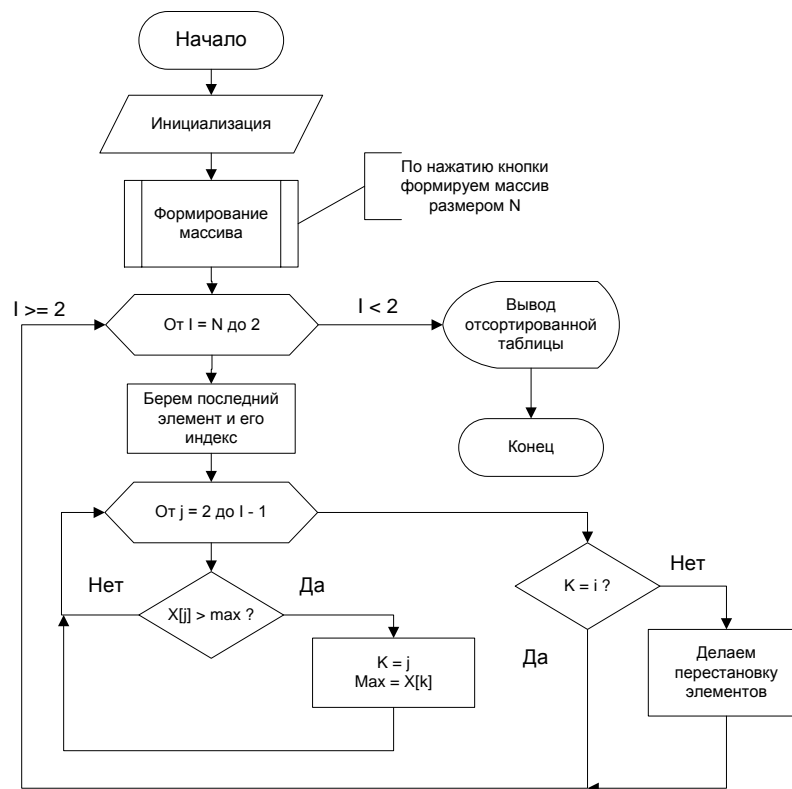 Начало
Инициализация
Формирование
массива
По нажатию кнопки
формируем массив
размером N
I >= 2
От I = N до 2
I < 2
Вывод
отсортированной
таблицы
Берем последний
элемент и его
индекс
Конец
От j = 2 до I - 1
Нет
X[j] > max ?
Да
K = i ?
Нет
K = j
Max = X[k]
Да
Делаем
перестановку
элементов